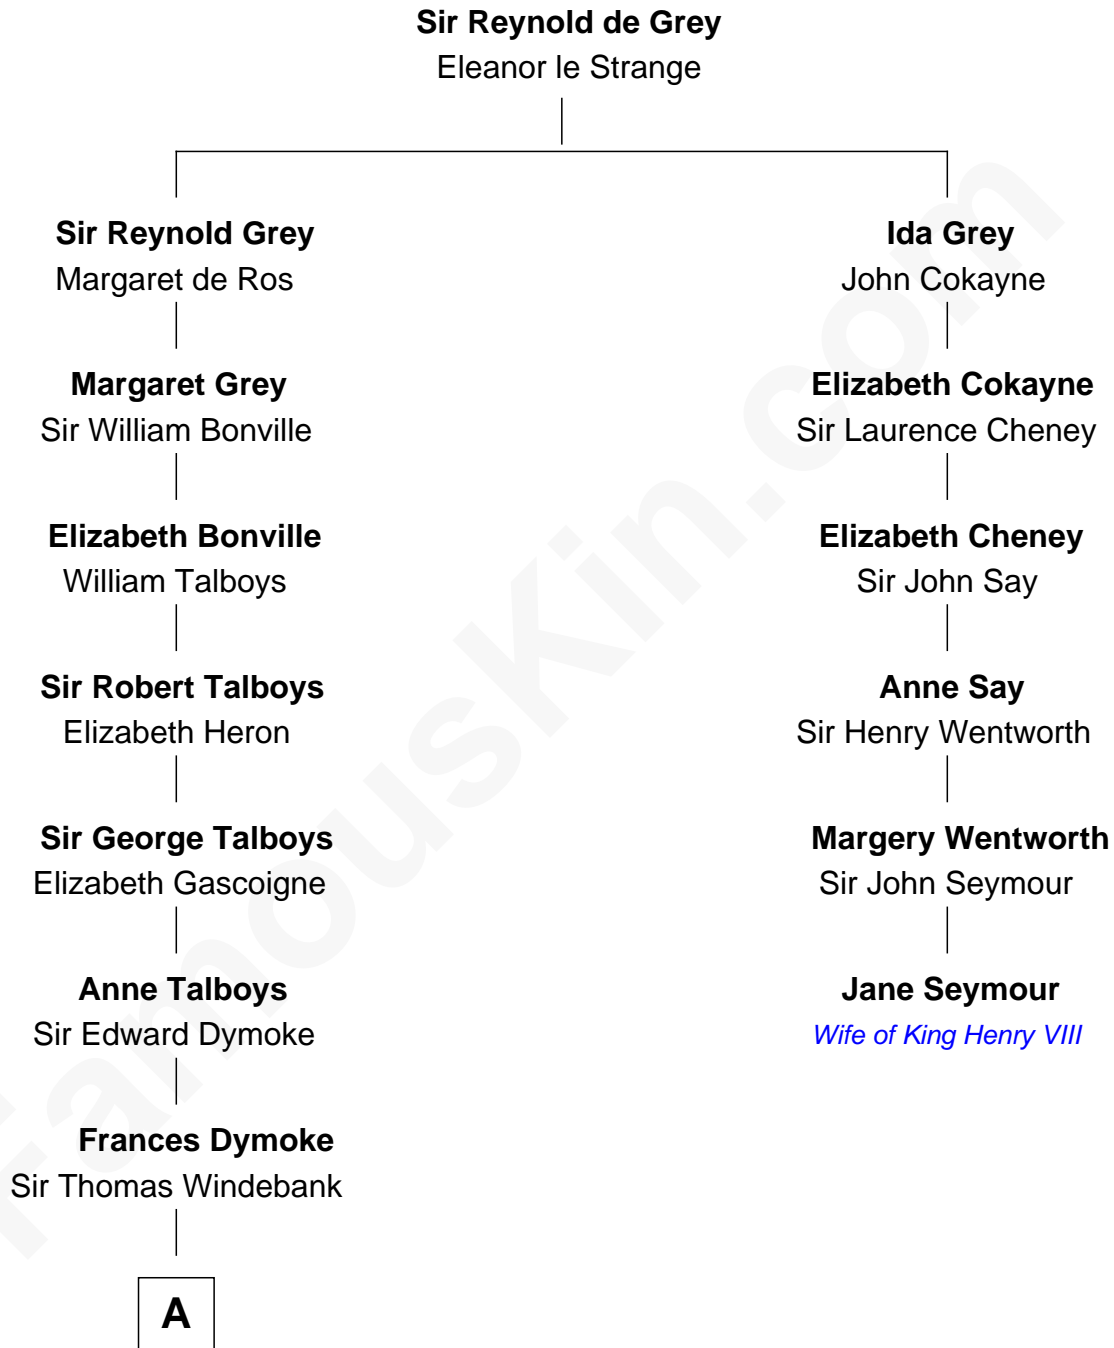 Sir Reynold de Grey
Eleanor le Strange
Sir Reynold Grey
Margaret de Ros
Ida Grey
John Cokayne
Margaret Grey
Sir William Bonville
Elizabeth Cokayne
Sir Laurence Cheney
Elizabeth Bonville
William Talboys
Elizabeth Cheney
Sir John Say
Sir Robert Talboys
Elizabeth Heron
Anne Say
Sir Henry Wentworth
Sir George Talboys
Elizabeth Gascoigne
Margery Wentworth
Sir John Seymour
Anne Talboys
Sir Edward Dymoke
Jane Seymour
Wife of King Henry VIII
Frances Dymoke
Sir Thomas Windebank
A
FamousKin.com